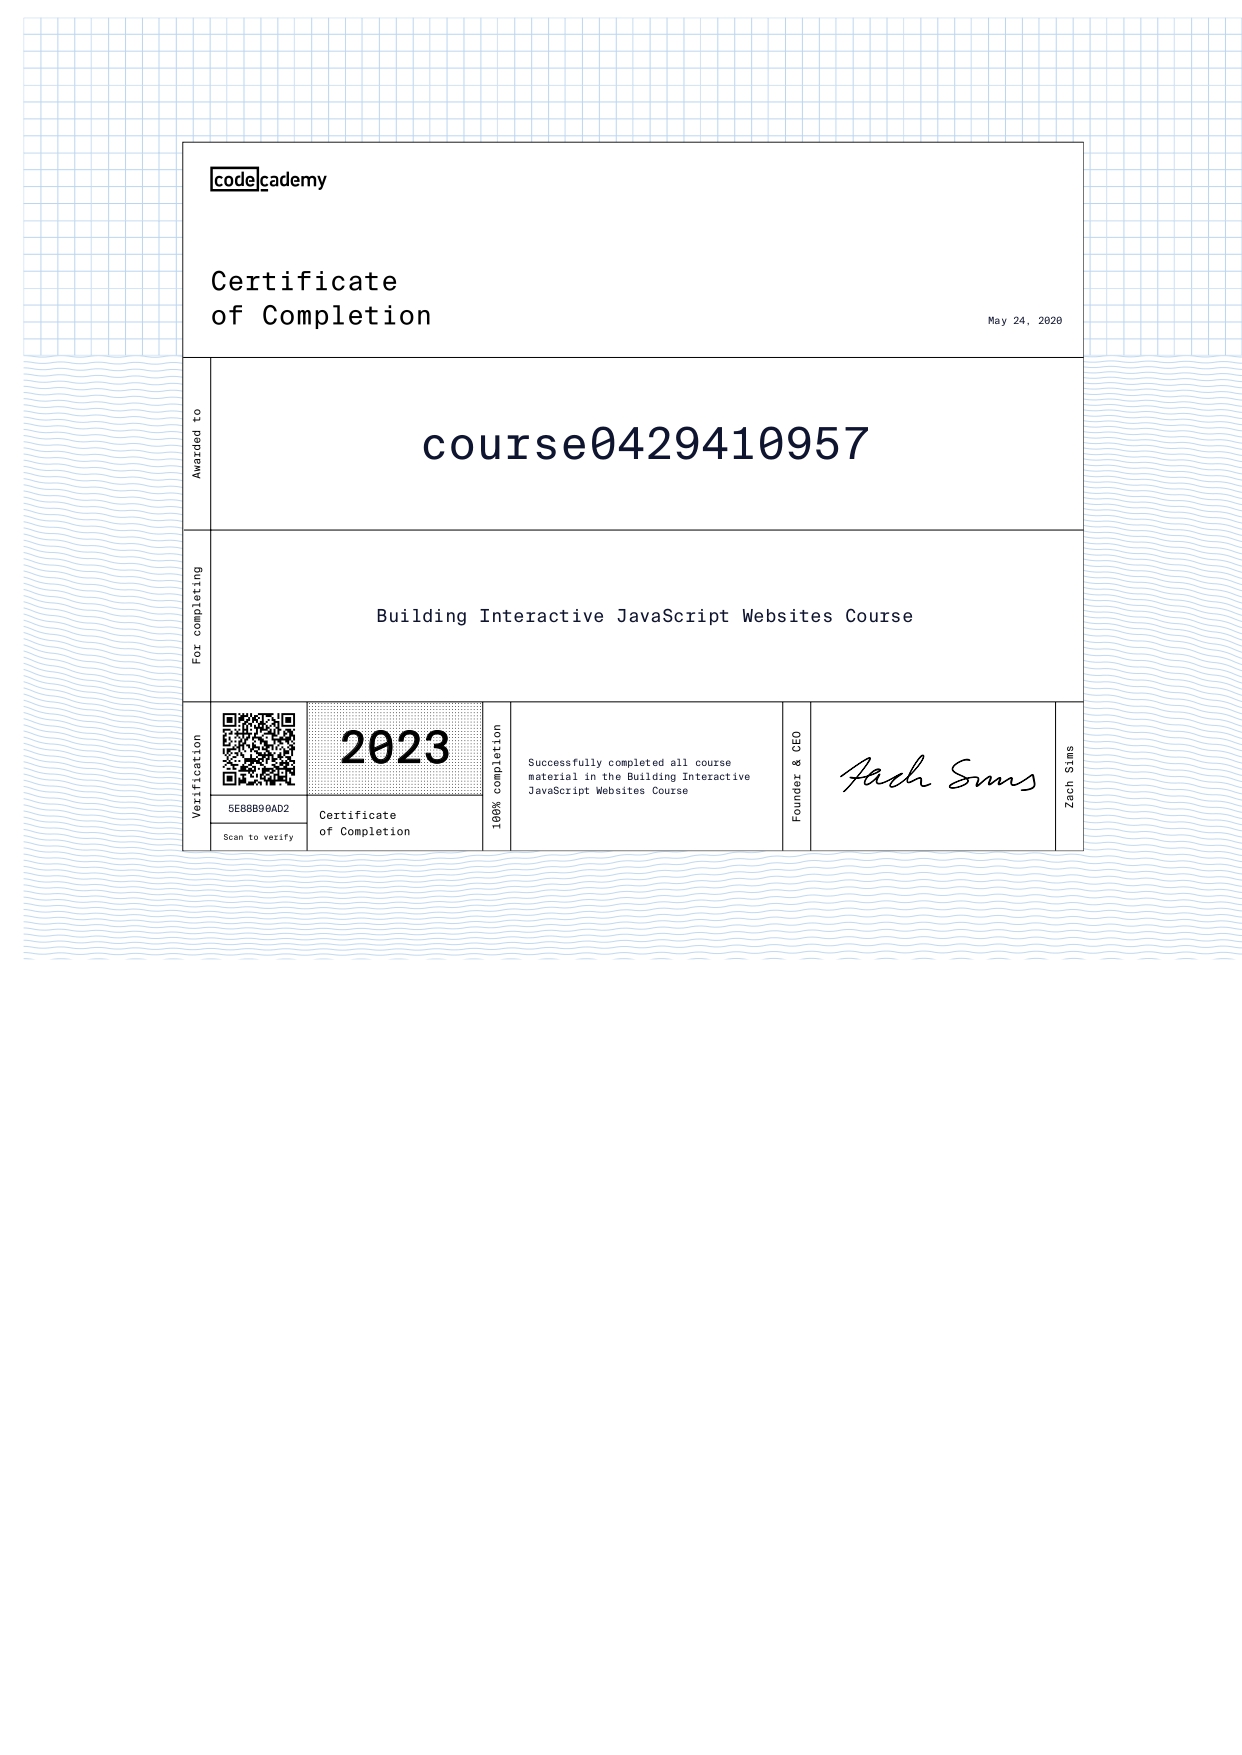 codecademy
Certificate
of Completion
May 24, 2020
Awarded to
course0429410957
For completing
Building Interactive JavaScript Websites Course
Verification
5E88B90AD2
Scan to verify
2023
Certificate
of Completion
100% completion
Successfully completed all course
material in the Building Interactive
JavaScript Websites Course
Founder & CEO
Zach Sims
Zach Sims